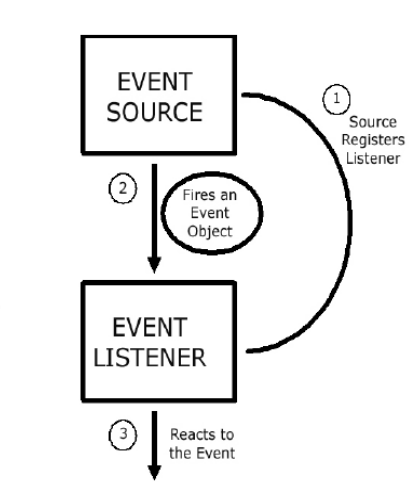 EVENT
SOURCE
1
Source
Registers
Listener
2
Fires an
Event
Object
EVENT
LISTENER
3
Reacts to
the Event